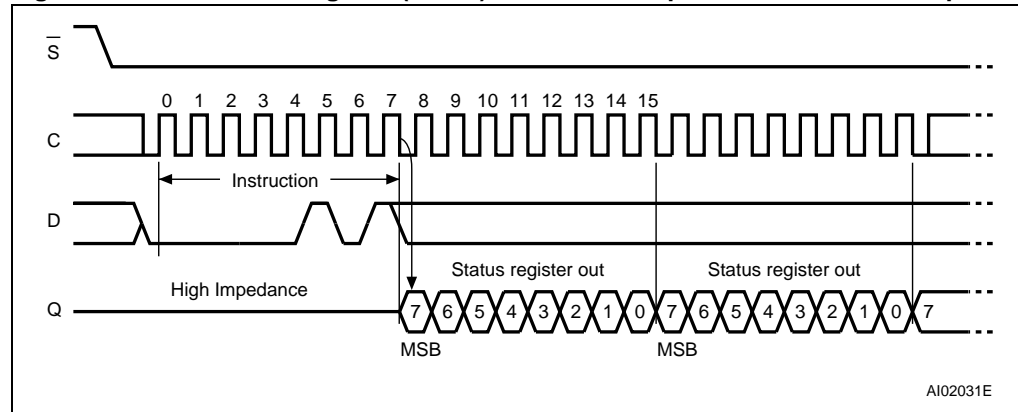 S
0 1 2 3 4 5 6 7 8 9 10 11 12 13 14 15
C
Instruction
D
Status register out Status register out
High Impedance
Q
7 6 5 4 3 2 1 0 7 6 5 4 3 2 1 0 7
MSB MSB
AI02031E